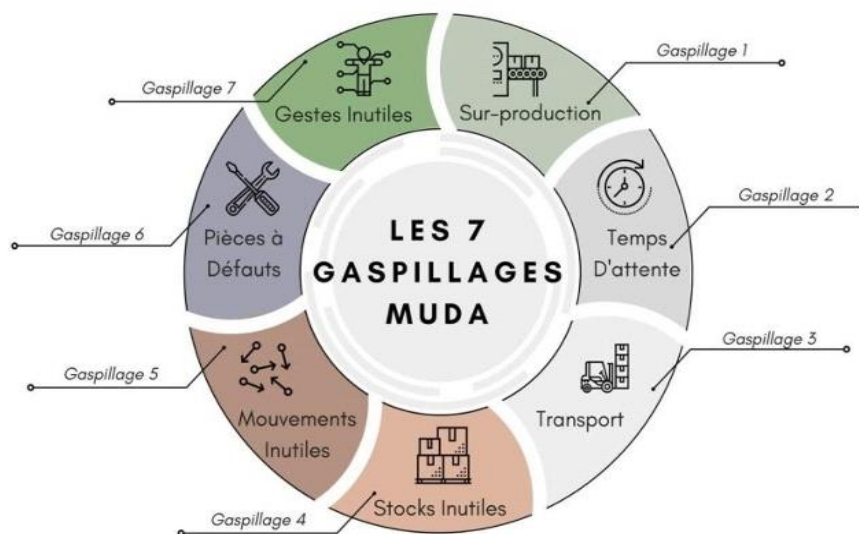 LES 7
GASPILLAGES
MUDA
Gaspillage 1
Sur-production
Gaspillage 2
Temps
D'attente
Gaspillage 3
Transport
Gaspillage 4
Stocks Inutiles
Gaspillage 5
Mouvements
Inutiles
Gaspillage 6
Pièces à
Défauts
Gaspillage 7
Gestes Inutiles